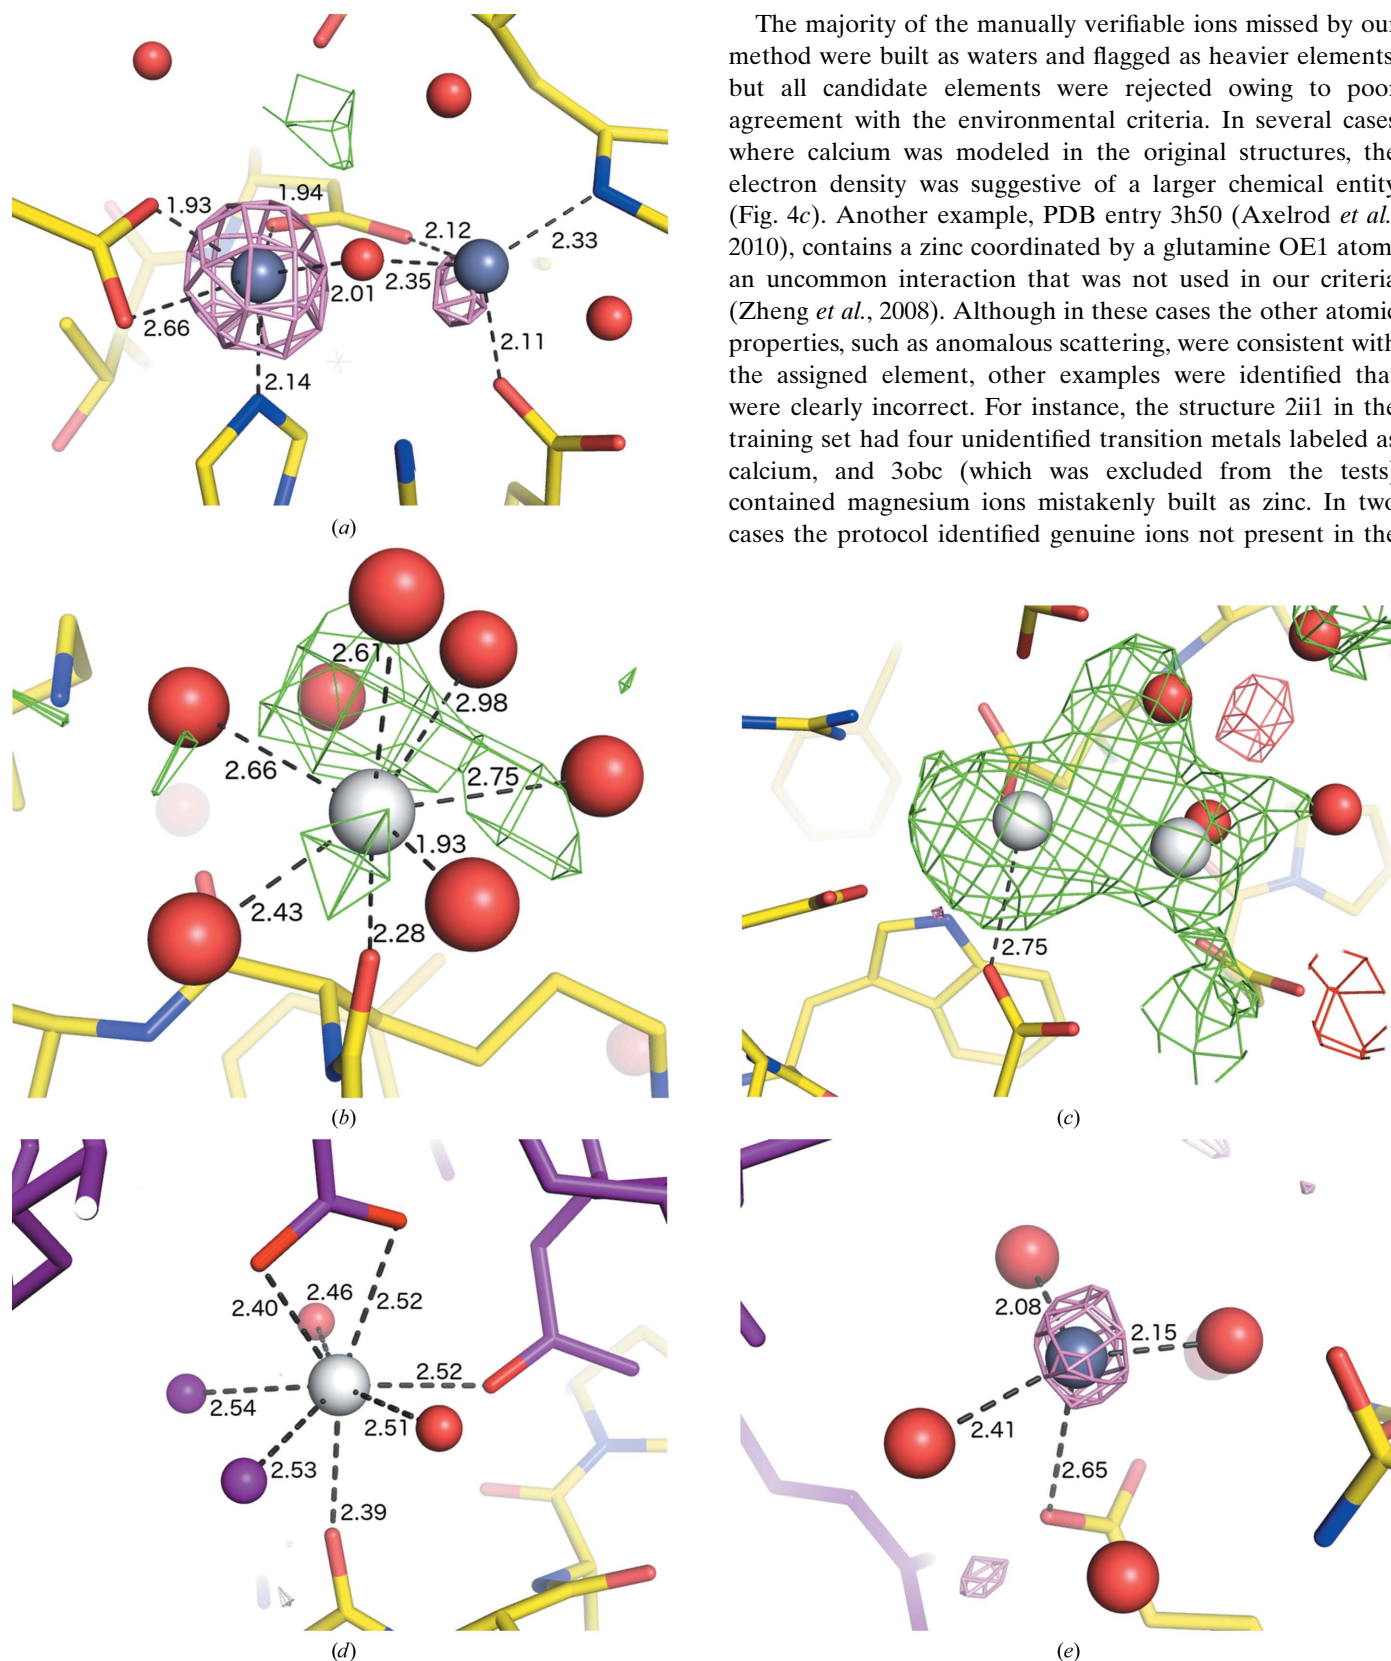 The majority of the manually verifiable ions missed by our
method were built as waters and flagged as heavier elements
but all candidate elements were rejected owing to poor
agreement with the environmental criteria. In several cases
where calcium was modeled in the original structures, the
electron density was suggestive of a larger chemical entity
(Fig. 4c). Another example, PDB entry 3h50 (Axelrod et al.
2010), contains a zinc coordinated by a glutamine OE1 atom
an uncommon interaction that was not used in our criteria
(Zheng et al., 2008). Although in these cases the other atomic
properties, such as anomalous scattering, were consistent with
the assigned element, other examples were identified that
were clearly incorrect. For instance, the structure 2ii1 in the
training set had four unidentified transition metals labeled as
calcium, and 3obc (which was excluded from the tests)
contained magnesium ions mistakenly built as zinc. In two
cases the protocol identified genuine ions not present in the
1.93
1.94
2.12
2.33
2.01
2.35
2.66
2.11
2.14
(a)
2.61
2.98
2.66
2.75
1.93
2.43
2.28
(b)
2.75
(c)
2.46
2.40
2.52
2.52
2.54
2.51
2.53
2.39
(d)
2.08
2.15
2.41
2.65
(e)